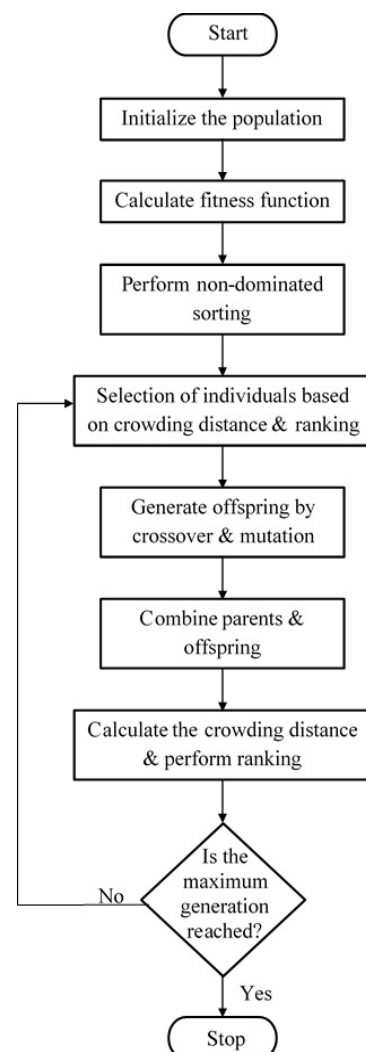 Start
Initialize the population
Calculate fitness function
Perform non-dominated
sorting
Selection of individuals based
on crowding distance & ranking
Generate offspring by
crossover & mutation
Combine parents &
offspring
Calculate the crowding distance
& perform ranking
Is the
maximum
generation
reached?
No
Yes
Stop